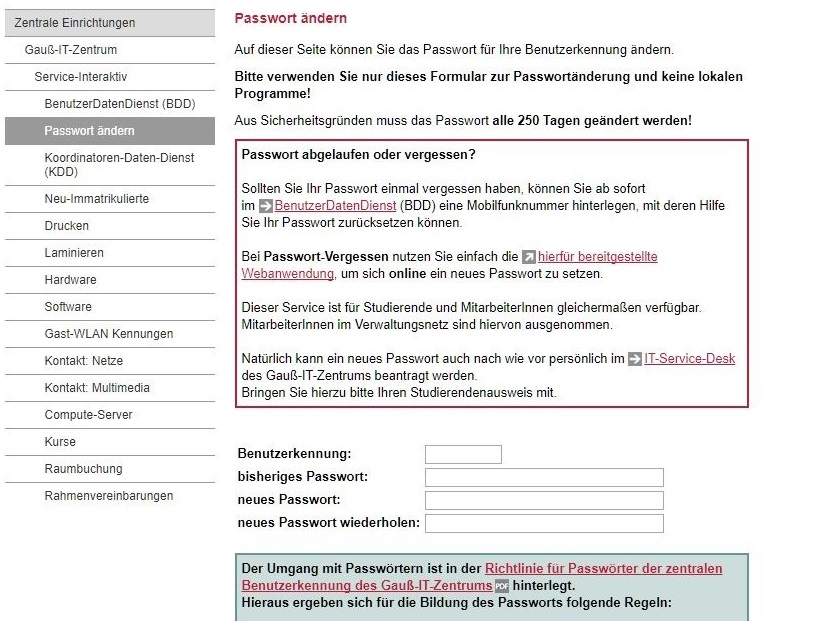 Zentrale Einrichtungen
Gauß-IT-Zentrum
Service-Interaktiv
BenutzerDatenDienst (BDD)
Passwort ändern
Koordinatoren-Daten-Dienst
(KDD)
Neu-Immatrikulierte
Drucken
Laminieren
Hardware
Software
Gast-WLAN Kennungen
Kontakt: Netze
Kontakt: Multimedia
Compute-Server
Kurse
Raumbuchung
Rahmenvereinbarungen
Passwort ändern
Auf dieser Seite können Sie das Passwort für Ihre Benutzerkennung ändern.
Bitte verwenden Sie nur dieses Formular zur Passwortänderung und keine lokalen
Programme!
Aus Sicherheitsgründen muss das Passwort alle 250 Tagen geändert werden!
Passwort abgelaufen oder vergessen?
Sollten Sie Ihr Passwort einmal vergessen haben, können Sie ab sofort
im BenutzerDatenDienst (BDD) eine Mobilfunknummer hinterlegen, mit deren Hilfe
Sie Ihr Passwort zurücksetzen können.
Bei Passwort-Vergessen nutzen Sie einfach die hierfür bereitgestellte
Webanwendung, um sich online ein neues Passwort zu setzen.
Dieser Service ist für Studierende und MitarbeiterInnen gleichermaßen verfügbar.
MitarbeiterInnen im Verwaltungsnetz sind hiervon ausgenommen.
Natürlich kann ein neues Passwort auch nach wie vor persönlich im IT-Service-Desk
des Gauß-IT-Zentrums beantragt werden.
Bringen Sie hierzu bitte Ihren Studierendenausweis mit.
Benutzerkennung:
bisheriges Passwort:
neues Passwort:
neues Passwort wiederholen:
Der Umgang mit Passwörtern ist in der Richtlinie für Passwörter der zentralen
Benutzerkennung des Gauß-IT-Zentrums PDF hinterlegt.
Hieraus ergeben sich für die Bildung des Passworts folgende Regeln: